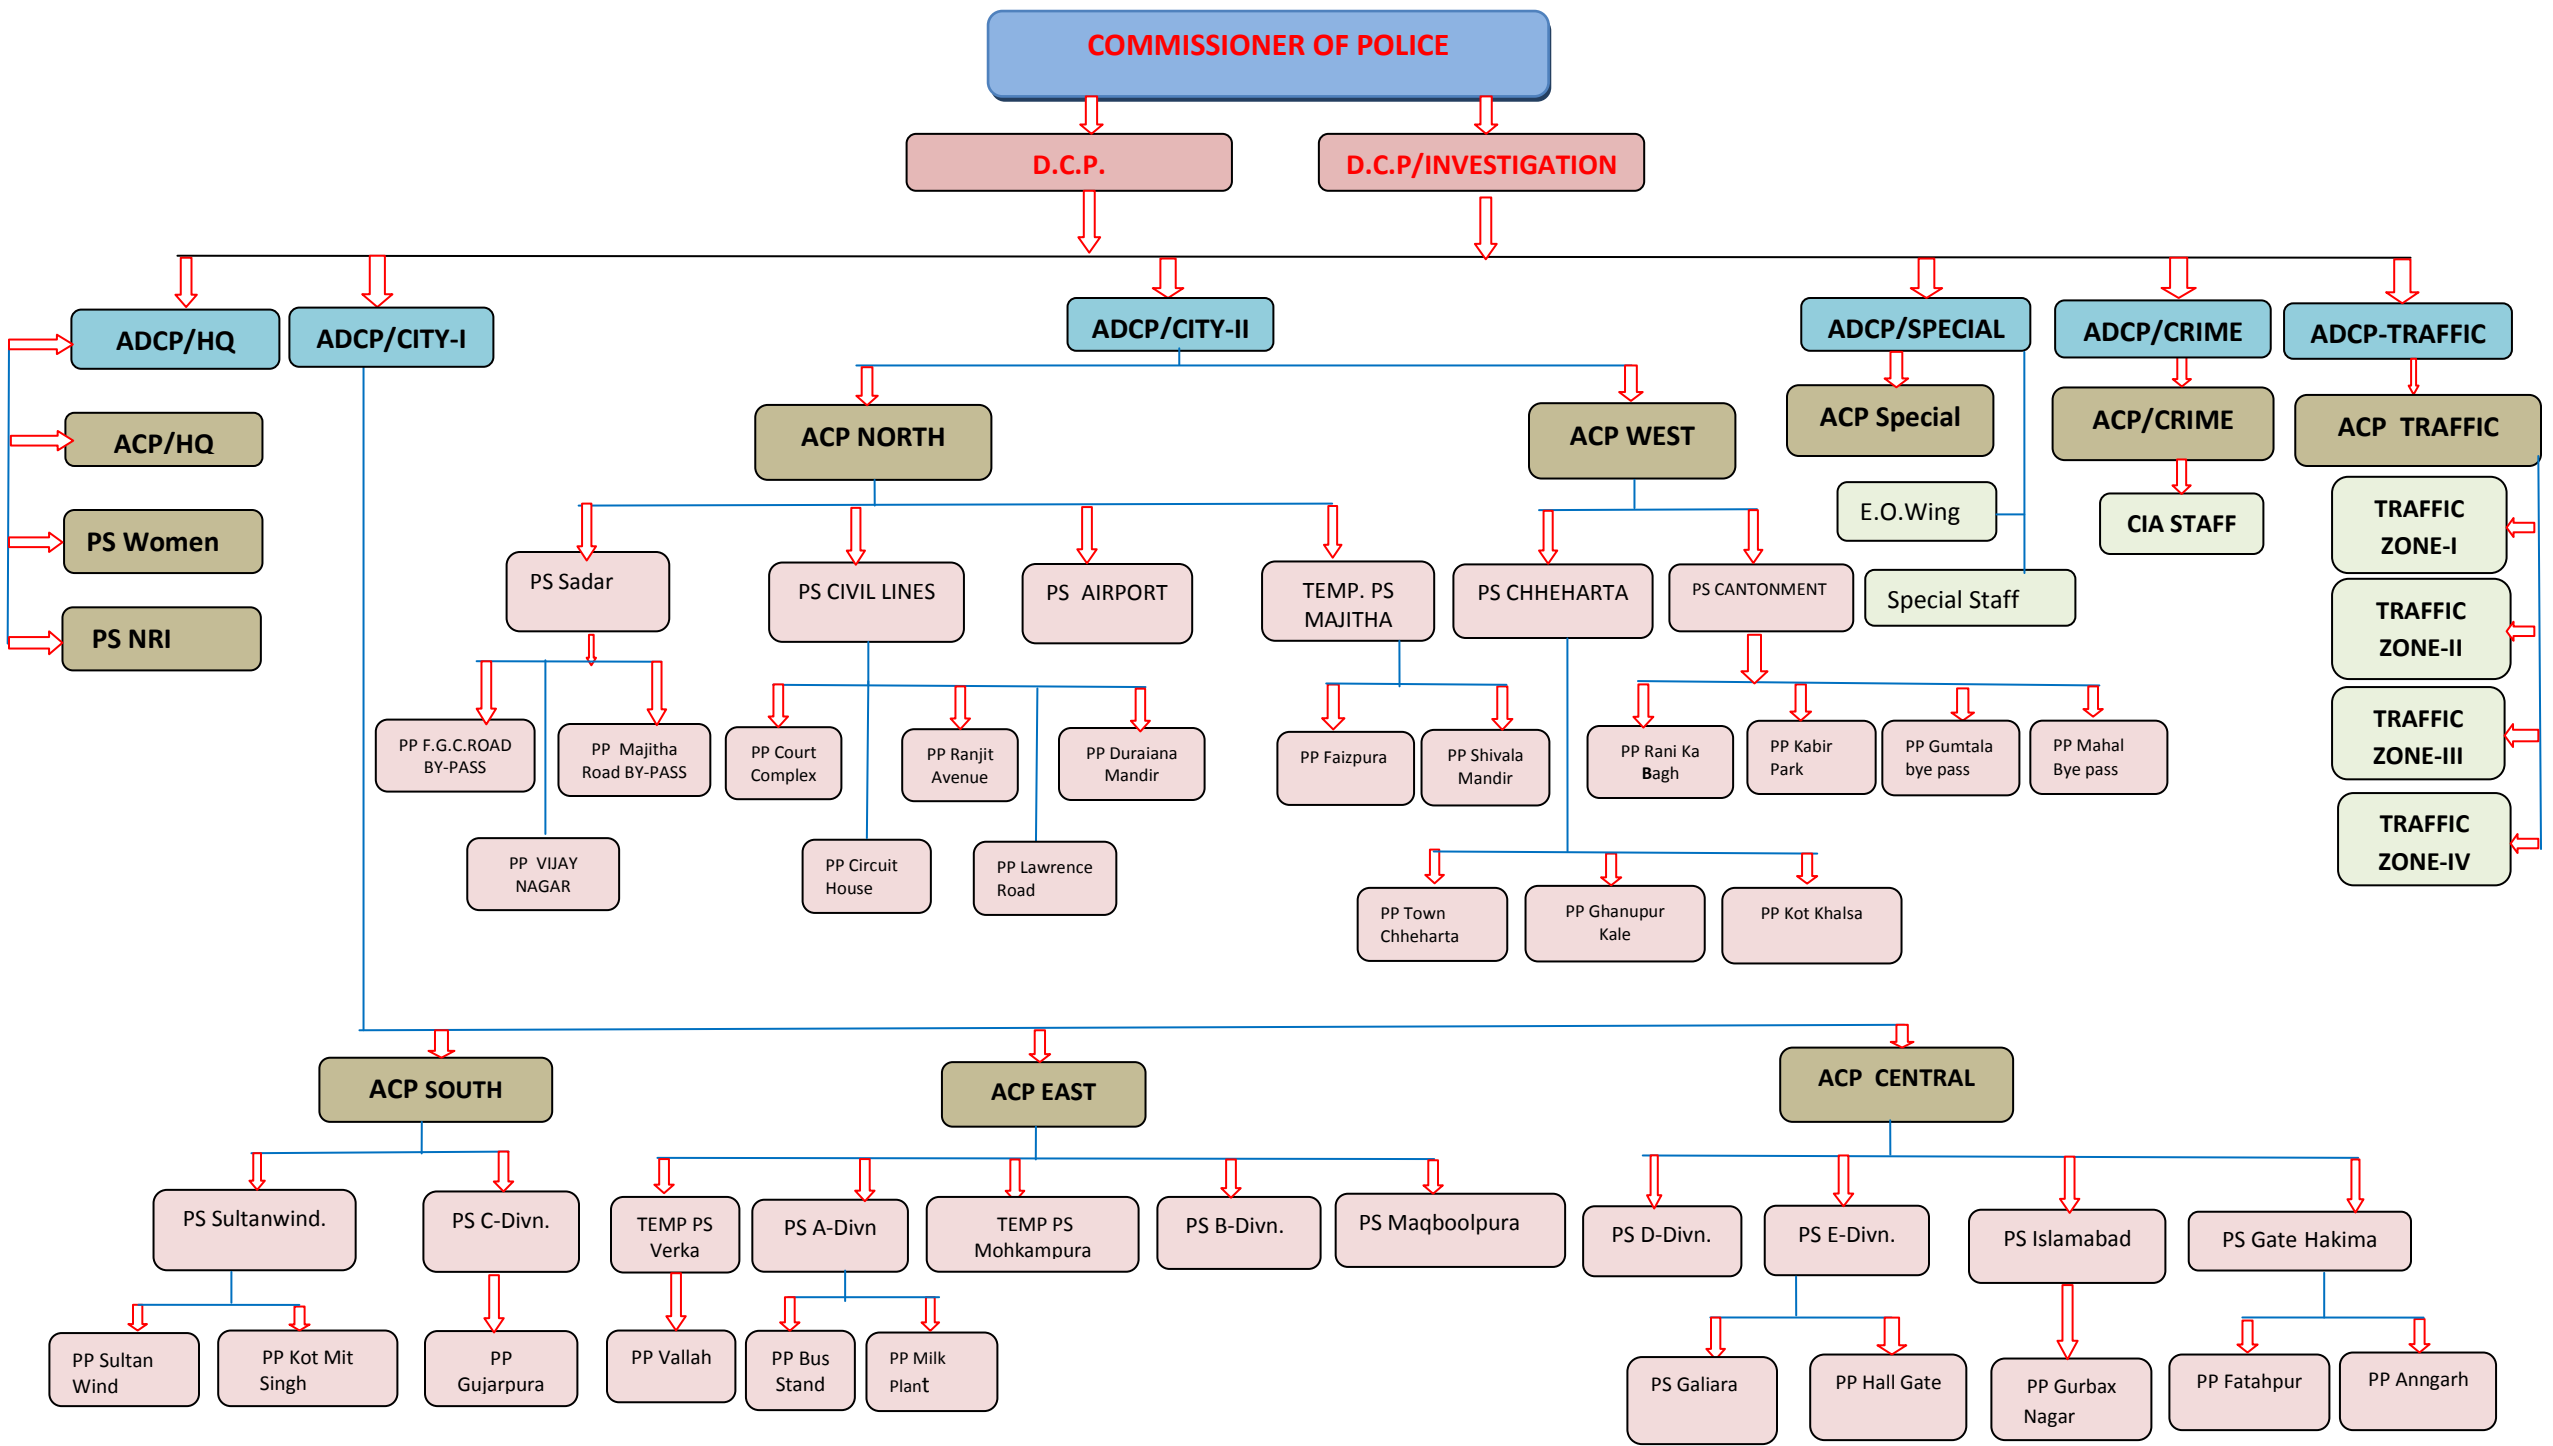 COMMISSIONER OF POLICE
D.C.P.
D.C.P/INVESTIGATION
ADCP/HQ
ADCP/CITY-I
ADCP/CITY-II
ADCP/SPECIAL
ADCP/CRIME
ADCP-TRAFFIC
ACP/HQ
PS Women
PS NRI
ACP NORTH
ACP WEST
ACP Special
ACP/CRIME
ACP TRAFFIC
E.O.Wing
Special Staff
CIA STAFF
TRAFFIC
ZONE-I
TRAFFIC
ZONE-II
TRAFFIC
ZONE-III
TRAFFIC
ZONE-IV
PS Sadar
PS CIVIL LINES
PS AIRPORT
TEMP. PS
MAJITHA
PS CHHEHARTA
PS CANTONMENT
PP F.G.C.ROAD
BY-PASS
PP Majitha
Road BY-PASS
PP Court
Complex
PP Ranjit
Avenue
PP Duraiana
Mandir
PP Faizpura
PP Shivala
Mandir
PP Rani Ka
Bagh
PP Kabir
Park
PP Gumtala
bye pass
PP Mahal
Bye pass
PP VIJAY
NAGAR
PP Circuit
House
PP Lawrence
Road
PP Town
Chheharta
PP Ghanupur
Kale
PP Kot Khalsa
ACP SOUTH
ACP EAST
ACP CENTRAL
PS Sultanwind.
PS C-Divn.
TEMP PS
Verka
PS A-Divn
TEMP PS
Mohkampura
PS B-Divn.
PS Maqboolpura
PS D-Divn.
PS E-Divn.
PS Islamabad
PS Gate Hakima
PP Sultan
Wind
PP Kot Mit
Singh
PP
Gujarpura
PP Vallah
PP Bus
Stand
PP Milk
Plant
PS Galiara
PP Hall Gate
PP Gurbax
Nagar
PP Fatahpur
PP Anngarh